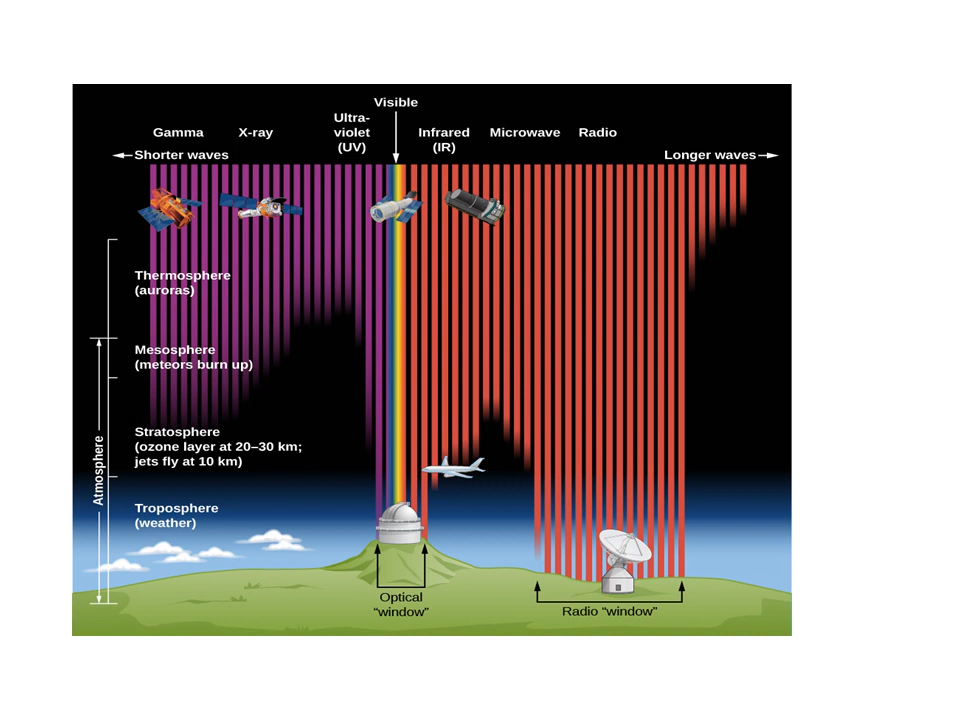 Visible
Ultra-
violet
(UV)
Gamma
X-ray
Infrared
(IR)
Microwave
Radio
Shorter waves
Longer waves
Thermosphere
(auroras)
Mesosphere
(meteors burn up)
Stratosphere
(ozone layer at 20–30 km;
jets fly at 10 km)
Atmosphere
Troposphere
(weather)
Optical
“window”
Radio “window”